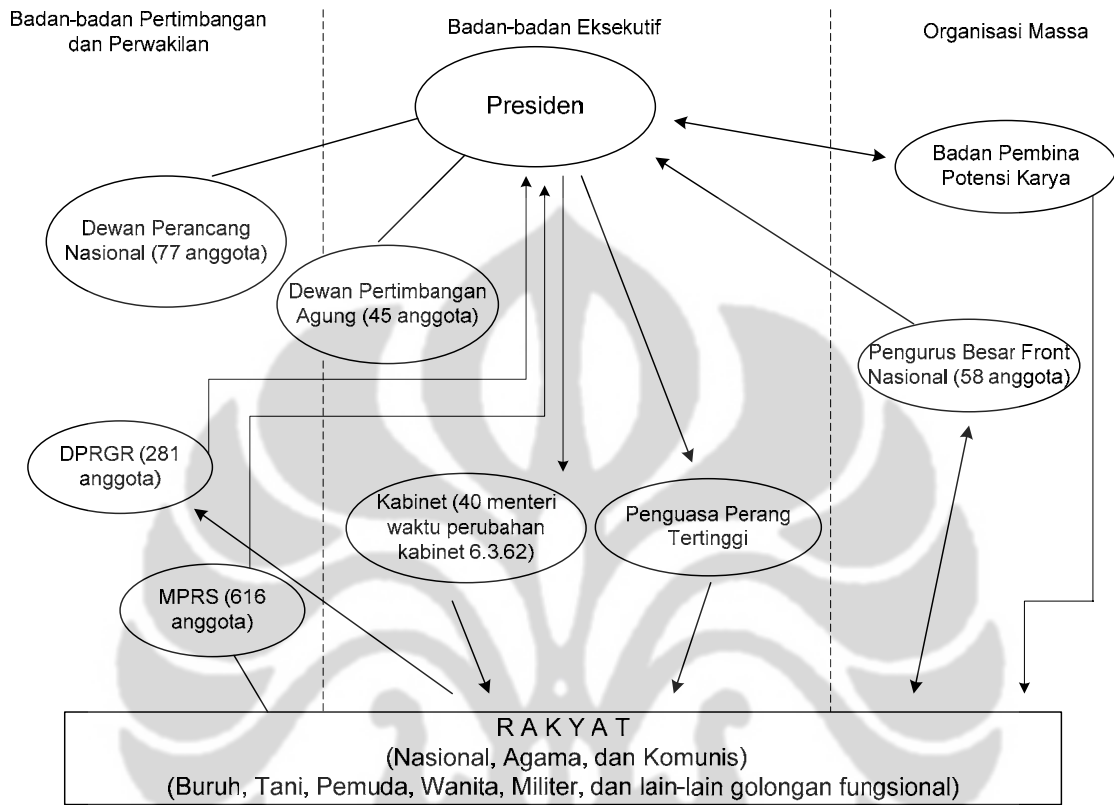 Badan-badan Pertimbangan
dan Perwakilan
Badan-badan Eksekutif
Organisasi Massa
Presiden
Badan Pembina
Potensi Karya
Dewan Perancang
Nasional (77 anggota)
Dewan Pertimbangan
Agung (45 anggota)
Pengurus Besar Front
Nasional (58 anggota)
DPRGR (281
anggota)
Kabinet (40 menteri
waktu perubahan
kabinet 6.3.62)
Penguasa Perang
Tertinggi
MPRS (616
anggota)
R A K Y A T
(Nasional, Agama, dan Komunis)
(Buruh, Tani, Pemuda, Wanita, Militer, dan lain-lain golongan fungsional)